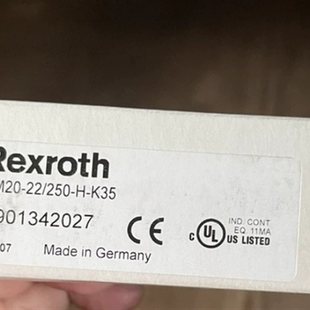 Rexroth
M20-22/250-H-K35
901342027
CE
C UL US LISTED
IND. CONT
EQ. 11MA
07
Made in Germany